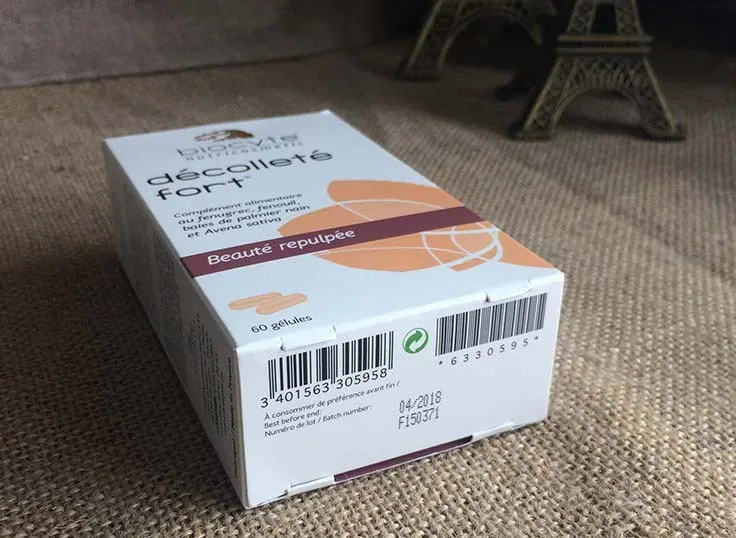 biocyte®
nutricosmetic
décolleté
fort®
Complément alimentaire
au fenugrec, fenouil,
baies de palmier nain
et Avena sativa
Beauté repulpée
60 gélules
3 401563 305958
*6330595*
À consommer de préférence avant fin /
Best before end:
Numéro de lot / Batch number:
04/2018
F150371